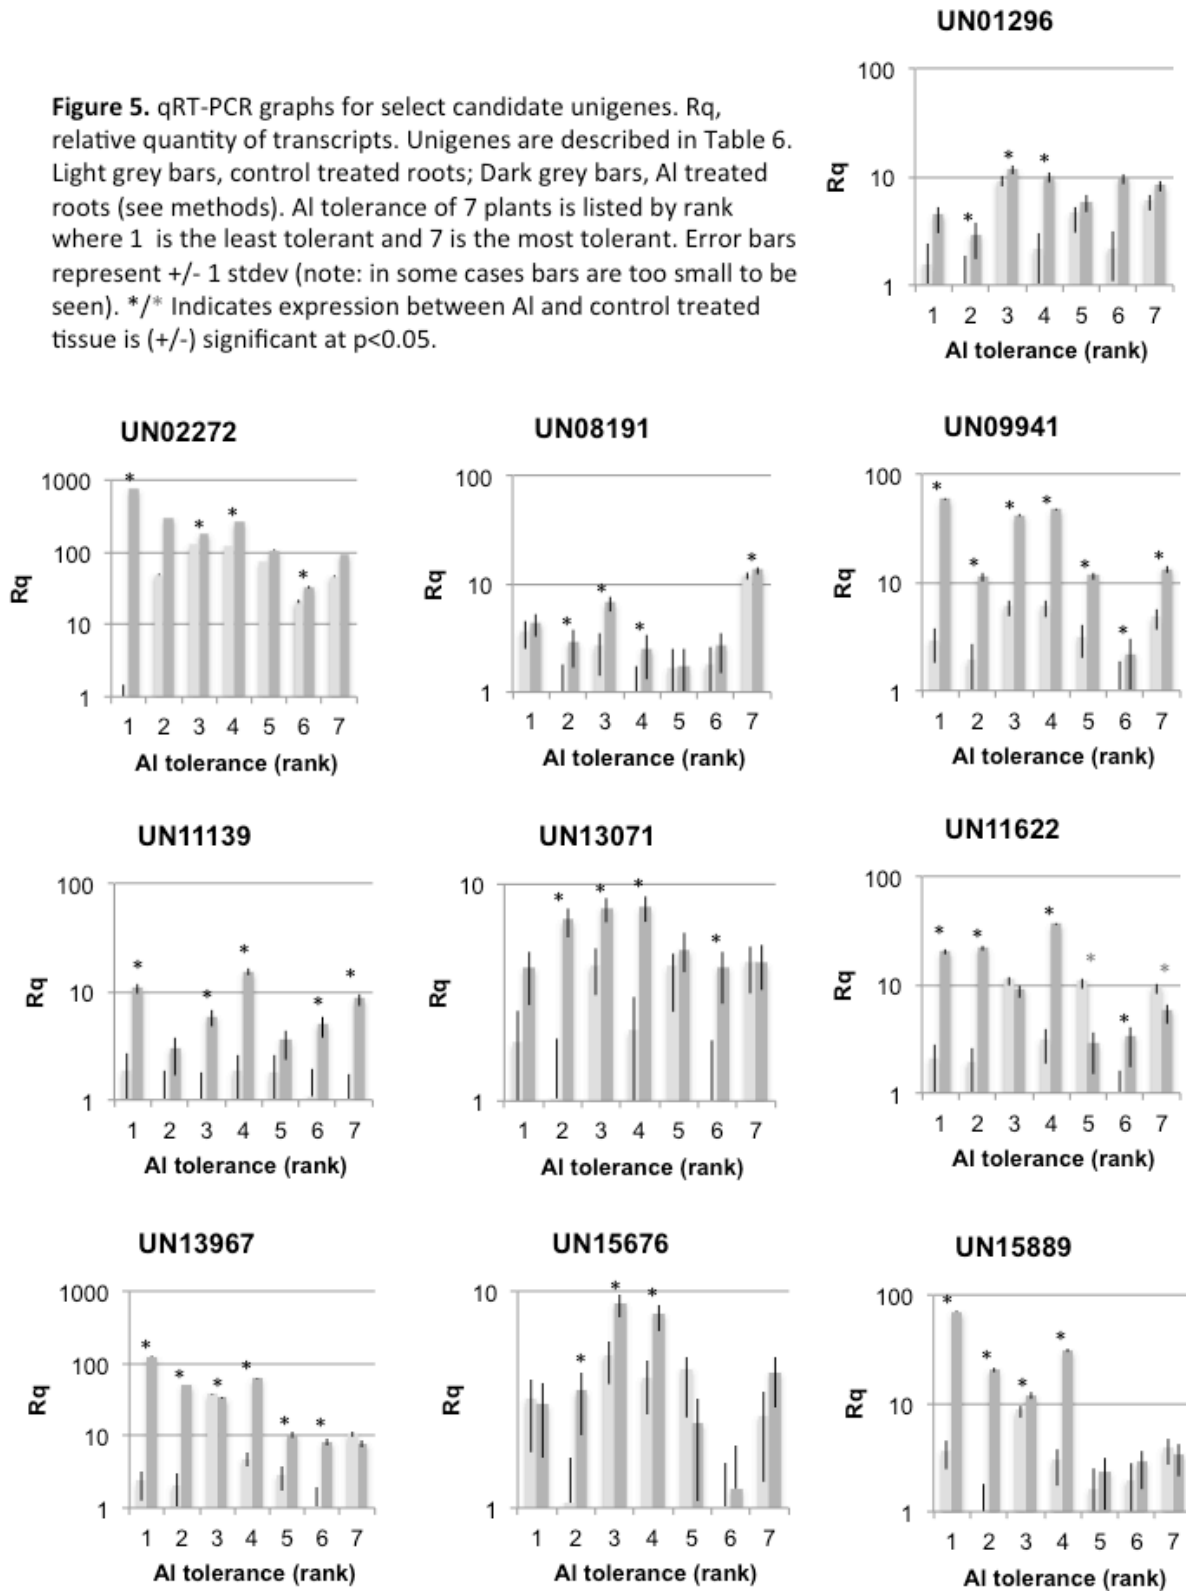 UN01296
100
10
1
Rq
1 2 3 4 5 6 7
Al tolerance (rank)
* * *
Figure 5. qRT-PCR graphs for select candidate unigenes. Rq,
relative quantity of transcripts. Unigenes are described in Table 6.
Light grey bars, control treated roots; Dark grey bars, Al treated
roots (see methods). Al tolerance of 7 plants is listed by rank
where 1 is the least tolerant and 7 is the most tolerant. Error bars
represent +/- 1 stdev (note: in some cases bars are too small to be
seen). */* Indicates expression between Al and control treated
tissue is (+/-) significant at p<0.05.
UN02272
1000
100
10
1
Rq
* * * *
1 2 3 4 5 6 7
Al tolerance (rank)
UN08191
100
10
1
Rq
* * * *
1 2 3 4 5 6 7
Al tolerance (rank)
UN09941
100
10
1
Rq
* * * * * * *
1 2 3 4 5 6 7
Al tolerance (rank)
UN11139
100
10
1
Rq
* * * * *
1 2 3 4 5 6 7
Al tolerance (rank)
UN13071
10
1
Rq
* * * *
1 2 3 4 5 6 7
Al tolerance (rank)
UN11622
100
10
1
Rq
* * * * * *
1 2 3 4 5 6 7
Al tolerance (rank)
UN13967
1000
100
10
1
Rq
* * * * * *
1 2 3 4 5 6 7
Al tolerance (rank)
UN15676
10
1
Rq
* * *
1 2 3 4 5 6 7
Al tolerance (rank)
UN15889
100
10
1
Rq
* * * *
1 2 3 4 5 6 7
Al tolerance (rank)